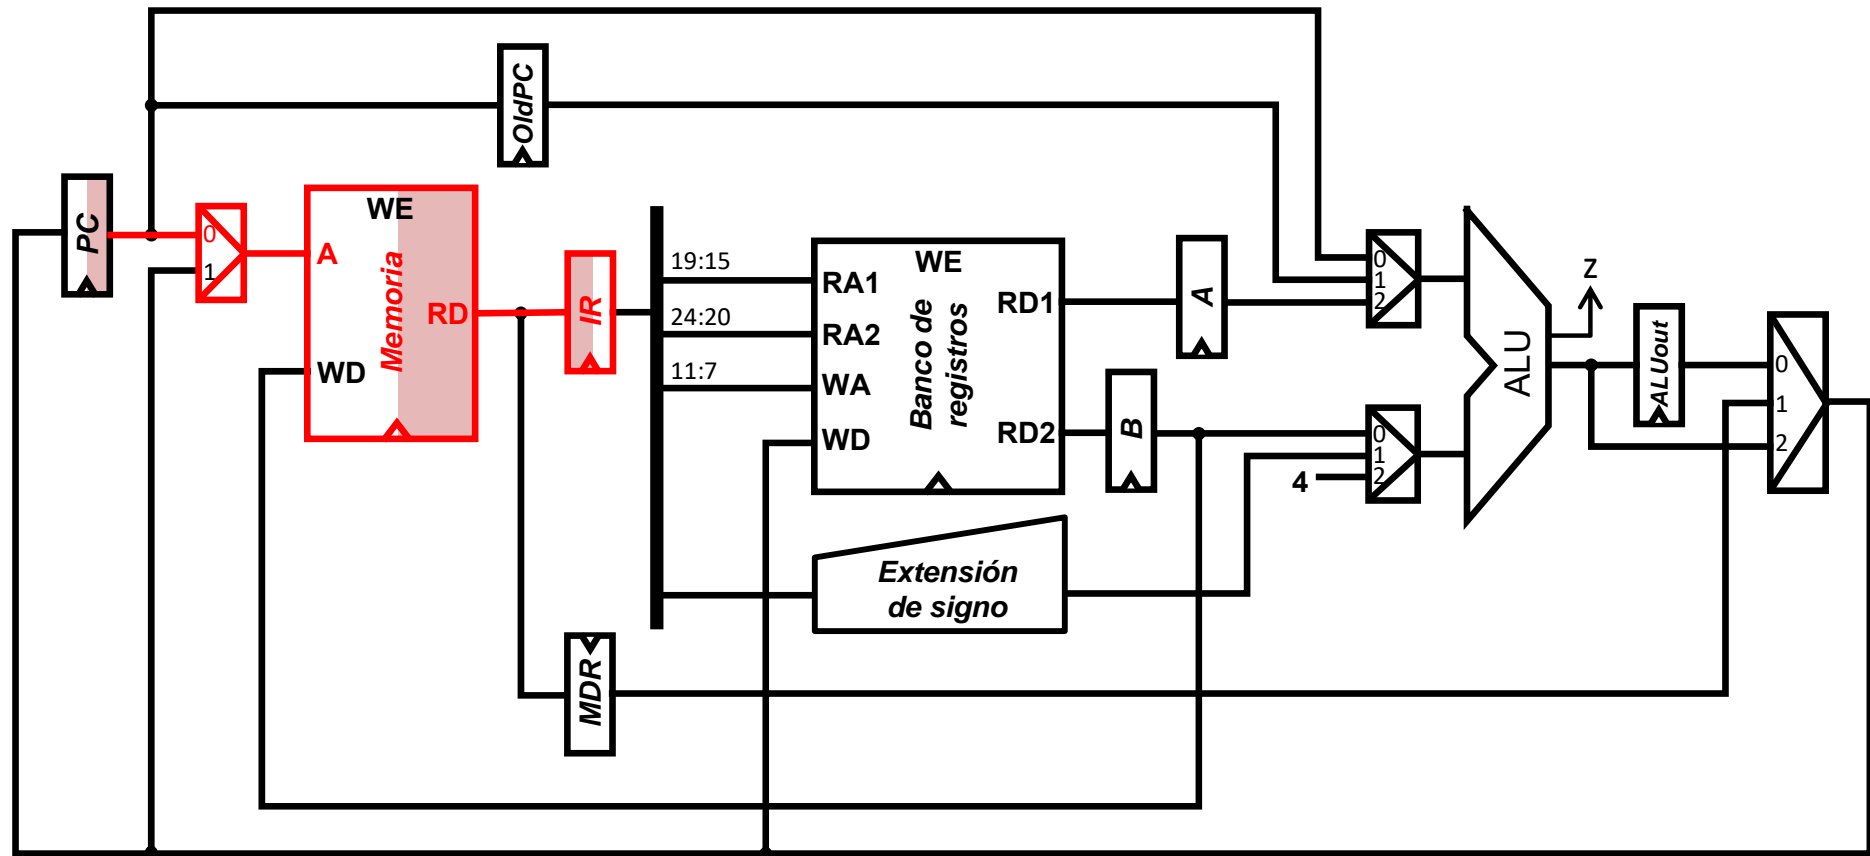 OldPC
PC
0
1
WE
A
Memoria
RD
WD
IR
19:15
24:20
11:7
WE
RA1
RA2
WA
WD
Banco de
registros
RD1
RD2
A
B
Extensión
de signo
MDR
0
1
2
0
1
2
4
ALU
Z
ALUout
0
1
2